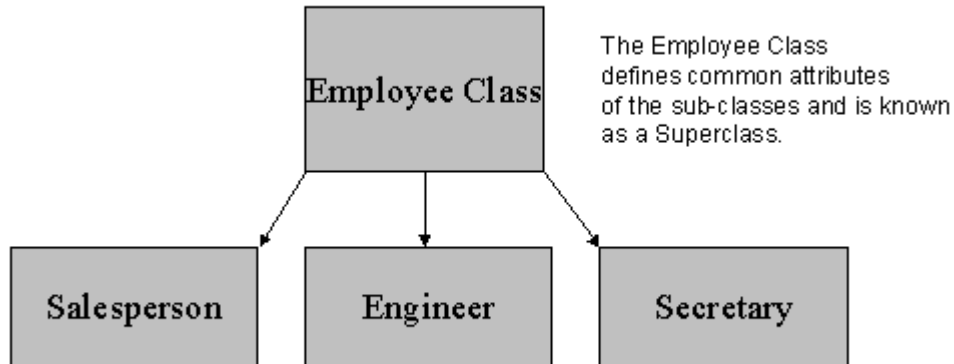 Employee Class
The Employee Class
defines common attributes
of the sub-classes and is known
as a Superclass.
Salesperson
Engineer
Secretary